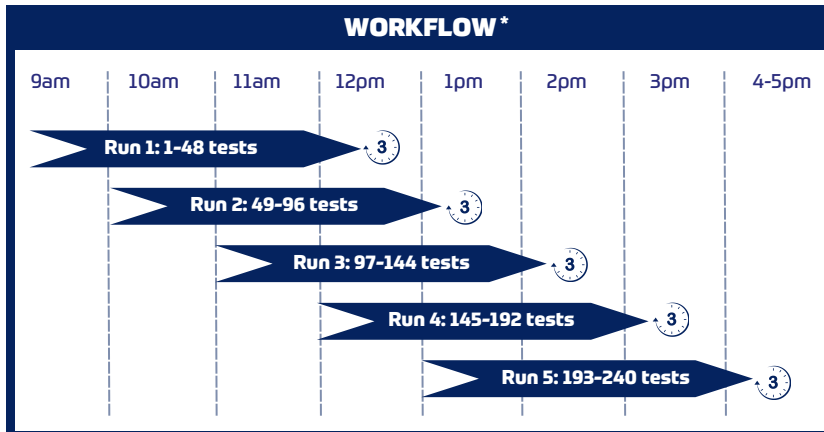 WORKFLOW*
9am 10am 11am 12pm 1pm 2pm 3pm 4-5pm
Run 1: 1-48 tests 3
Run 2: 49-96 tests 3
Run 3: 97-144 tests 3
Run 4: 145-192 tests 3
Run 5: 193-240 tests 3